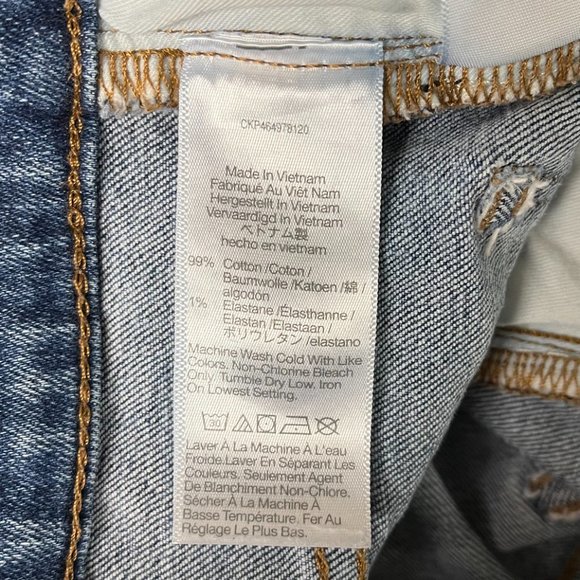 CKP464978120
Made In Vietnam
Fabriqué Au Viêt Nam
Hergestellt In Vietnam
Vervaardigd In Vietnam
ベトナム製
hecho en vietnam
99% Cotton /Coton /
Baumwolle /Katoen /綿 /
algodón
1% Elastane /Élasthanne /
Elastan /Elastaan /
ポリウレタン /elastano
Machine Wash Cold With Like
Colors. Non-Chlorine Bleach
Only. Tumble Dry Low. Iron
On Lowest Setting.
30
Laver À La Machine À L'eau
Froide.Laver En Séparant Les
Couleurs. Seulement Agent
De Blanchiment Non-Chlore.
Sécher À La Machine À
Basse Température. Fer Au
Réglage Le Plus Bas.